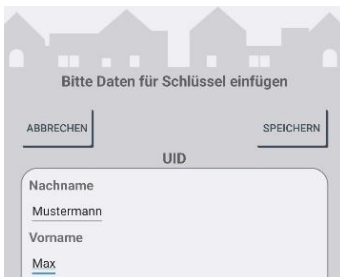 Bitte Daten für Schlüssel einfügen
ABBRECHEN
SPEICHERN
UID
Nachname
Mustermann
Vorname
Max